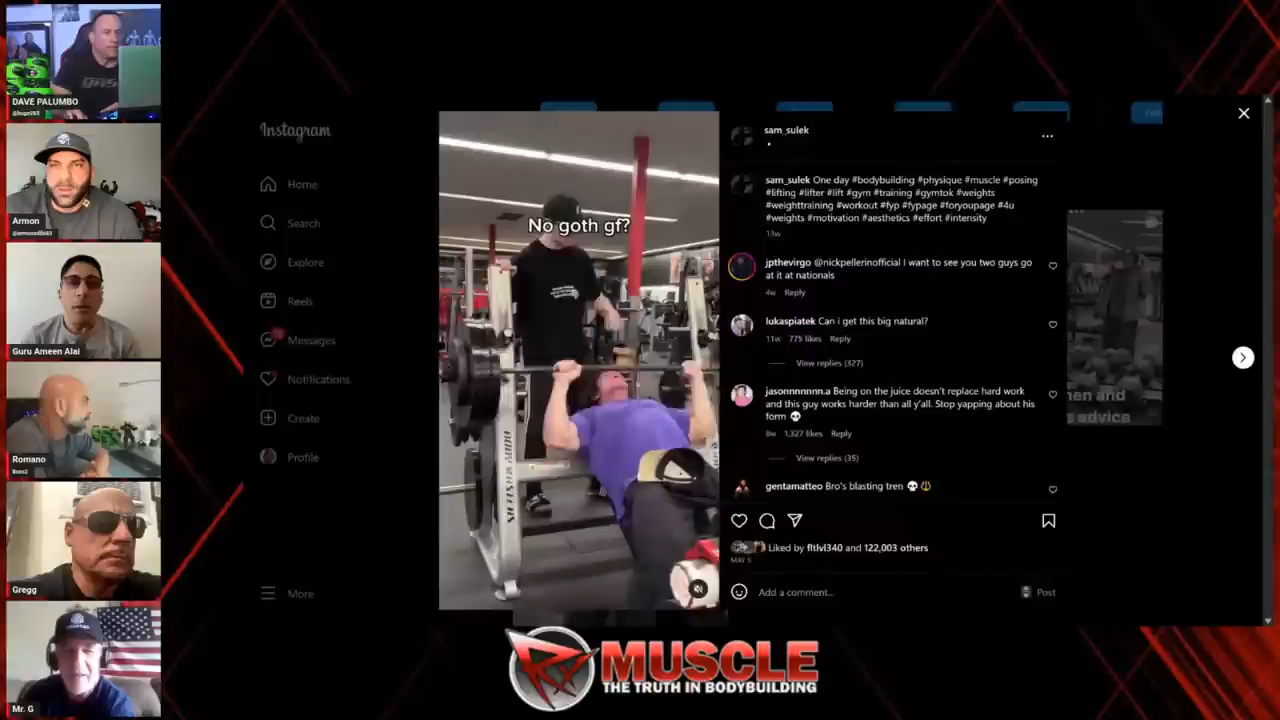 DAVE PALUMBO
Armon
Guru Ameen Alai
Romano
Gregg
Mr. G
Instagram
Home
Search
Explore
Reels
Messages
Notifications
Create
Profile
More
No goth gf?
sam_sulek
sam_sulek One day #bodybuilding #physique #muscle #posing
#lifting #lifter #lift #gym #training #gymtok #weights
#weighttraining #workout #fyp #fypage #foryoupage #4u
#weights #motivation #aesthetics #effort #intensity
13w
jpthevirgo @nickpellerinofficial I want to see you two guys go
at it at nationals
4w Reply
lukaspiatek Can i get this big natural?
11w 775 likes Reply
View replies (327)
jasonnnnnnn.a Being on the juice doesn't replace hard work
and this guy works harder than all y'all. Stop yapping about his
form 💀
8w 1,327 likes Reply
View replies (35)
gentamatteo Bro's blasting tren 💀🔱
Liked by fltlvl340 and 122,003 others
MAY 5
Add a comment...
Post
advice
RX MUSCLE
THE TRUTH IN BODYBUILDING